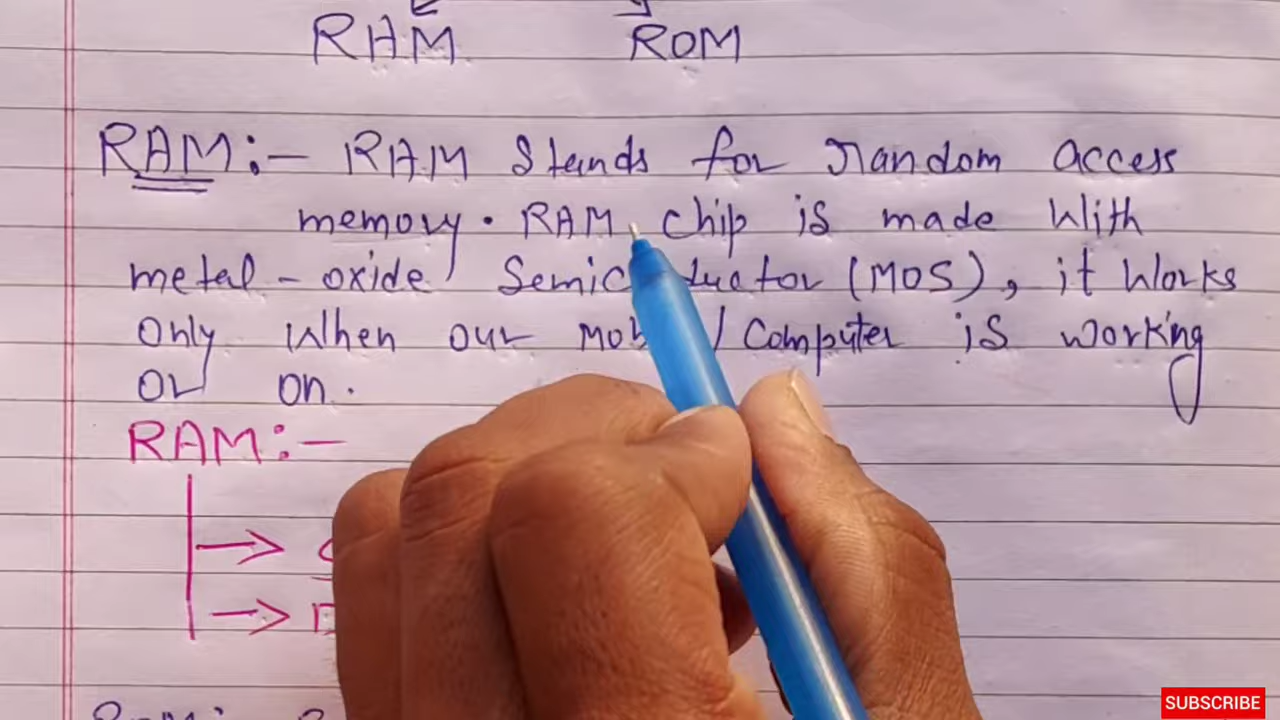 RAM ROM
RAM:- RAM Stands for random access
memory. RAM chip is made with
metal-oxide (MOS), it works
Only when our / Computer is working
or on.
RAM:-
SUBSCRIBE